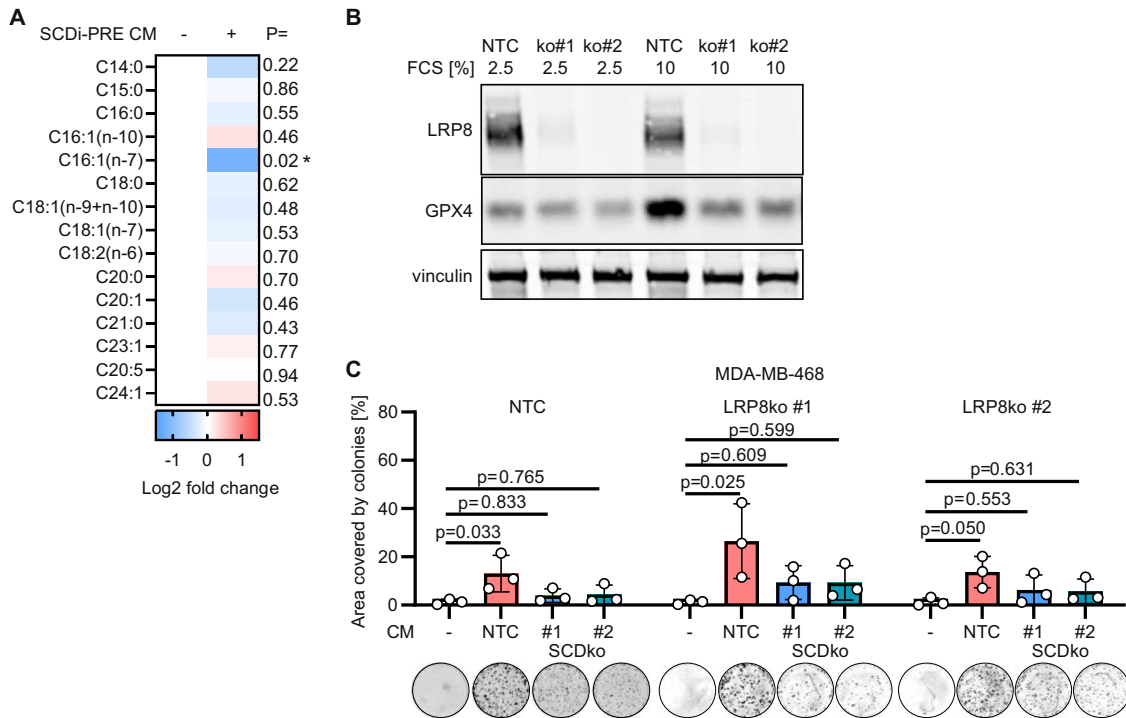 A
SCDi-PRE CM - + P=
C14:0 0.22
C15:0 0.86
C16:0 0.55
C16:1(n-10) 0.46
C16:1(n-7) 0.02 *
C18:0 0.62
C18:1(n-9+n-10) 0.48
C18:1(n-7) 0.53
C18:2(n-6) 0.70
C20:0 0.70
C20:1 0.46
C21:0 0.43
C23:1 0.77
C20:5 0.94
C24:1 0.53
-1 0 1
Log2 fold change
B
NTC ko#1 ko#2 NTC ko#1 ko#2
FCS [%] 2.5 2.5 2.5 10 10 10
LRP8
GPX4
vinculin
C
MDA-MB-468
NTC LRP8ko #1 LRP8ko #2
Area covered by colonies [%]
80
60
40
20
0
p=0.765
p=0.833
p=0.033
p=0.599
p=0.609
p=0.025
p=0.631
p=0.553
p=0.050
CM - NTC #1 #2 - NTC #1 #2 - NTC #1 #2
SCDko SCDko SCDko